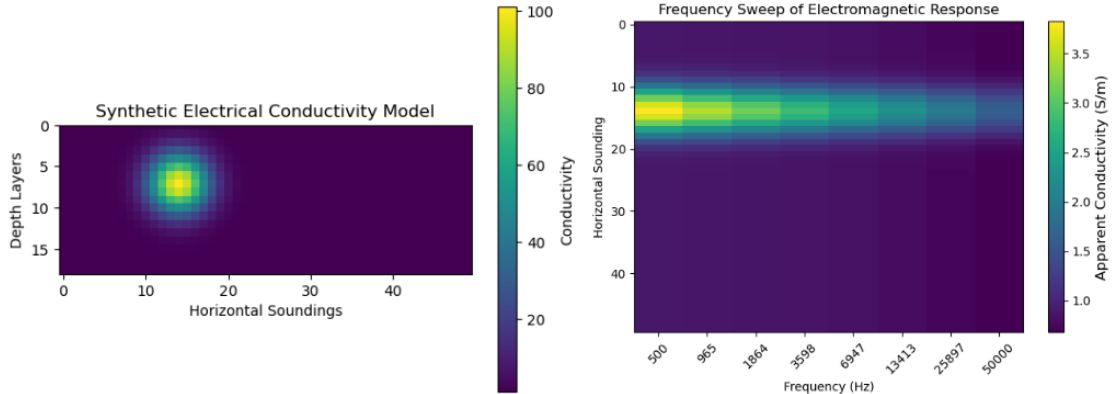 Synthetic Electrical Conductivity Model
0
5
10
15
Depth Layers
0 10 20 30 40
Horizontal Soundings
100
80
60
40
20
Conductivity
Frequency Sweep of Electromagnetic Response
0
10
20
30
40
Horizontal Sounding
500 965 1864 3598 6947 13413 25897 50000
Frequency (Hz)
3.5
3.0
2.5
2.0
1.5
1.0
Apparent Conductivity (S/m)